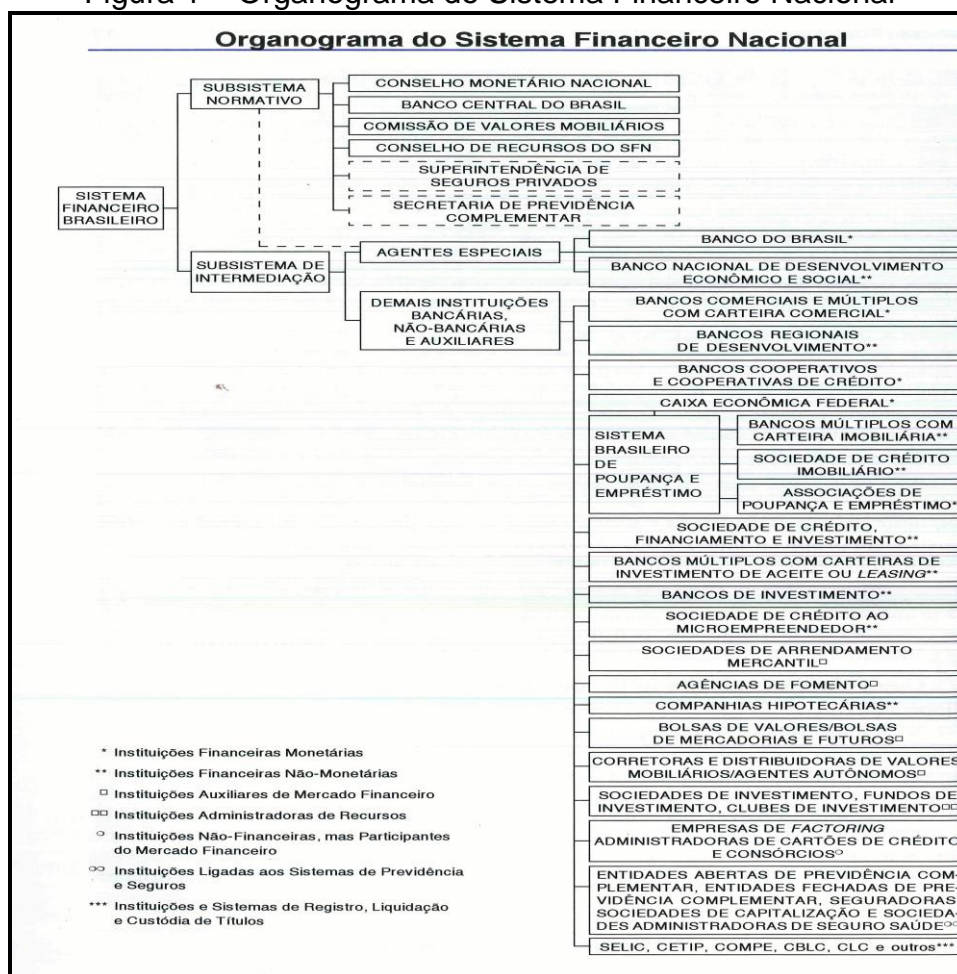 Figura 1 – Organograma do Sistema Financeiro Nacional
Organograma do Sistema Financeiro Nacional
SISTEMA
FINANCEIRO
BRASILEIRO
SUBSISTEMA
NORMATIVO
CONSELHO MONETÁRIO NACIONAL
BANCO CENTRAL DO BRASIL
COMISSÃO DE VALORES MOBILIÁRIOS
CONSELHO DE RECURSOS DO SFN
SUPERINTENDÊNCIA DE
SEGUROS PRIVADOS
SECRETARIA DE PREVIDÊNCIA
COMPLEMENTAR
SUBSISTEMA DE
INTERMEDIAÇÃO
AGENTES ESPECIAIS
BANCO DO BRASIL*
BANCO NACIONAL DE DESENVOLVIMENTO
ECONÔMICO E SOCIAL**
DEMAIS INSTITUIÇÕES
BANCÁRIAS,
NÃO-BANCÁRIAS
E AUXILIARES
BANCOS COMERCIAIS E MÚLTIPLOS
COM CARTEIRA COMERCIAL*
BANCOS REGIONAIS
DE DESENVOLVIMENTO**
BANCOS COOPERATIVOS
E COOPERATIVAS DE CRÉDITO*
CAIXA ECONÔMICA FEDERAL*
SISTEMA
BRASILEIRO
DE
POUPANÇA E
EMPRÉSTIMO
BANCOS MÚLTIPLOS COM
CARTEIRA IMOBILIÁRIA**
SOCIEDADE DE CRÉDITO
IMOBILIÁRIO**
ASSOCIAÇÕES DE
POUPANÇA E EMPRÉSTIMO*
SOCIEDADE DE CRÉDITO,
FINANCIAMENTO E INVESTIMENTO**
BANCOS MÚLTIPLOS COM CARTEIRAS DE
INVESTIMENTO DE ACEITE OU LEASING**
BANCOS DE INVESTIMENTO**
SOCIEDADE DE CRÉDITO AO
MICROEMPREENDEDOR**
SOCIEDADES DE ARRENDAMENTO
MERCANTIL□
AGÊNCIAS DE FOMENTO□
COMPANHIAS HIPOTECÁRIAS**
BOLSAS DE VALORES/BOLSAS
DE MERCADORIAS E FUTUROS□
CORRETORAS E DISTRIBUIDORAS DE VALORES
MOBILIÁRIOS/AGENTES AUTÔNOMOS□
SOCIEDADES DE INVESTIMENTO, FUNDOS DE
INVESTIMENTO, CLUBES DE INVESTIMENTO□□
EMPRESAS DE FACTORING
ADMINISTRADORAS DE CARTÕES DE CRÉDITO
E CONSÓRCIOS○
ENTIDADES ABERTAS DE PREVIDÊNCIA COM-
PLEMENTAR, ENTIDADES FECHADAS DE PRE-
VIDÊNCIA COMPLEMENTAR, SEGURADORAS
SOCIEDADES DE CAPITALIZAÇÃO E SOCIEDA-
DES ADMINISTRADORAS DE SEGURO SAÚDE○○
SELIC, CETIP, COMPE, CBLC, CLC e outros***
* Instituições Financeiras Monetárias
** Instituições Financeiras Não-Monetárias
□ Instituições Auxiliares de Mercado Financeiro
□□ Instituições Administradoras de Recursos
○ Instituições Não-Financeiras, mas Participantes
do Mercado Financeiro
○○ Instituições Ligadas aos Sistemas de Previdência
e Seguros
*** Instituições e Sistemas de Registro, Liquidação
e Custódia de Títulos